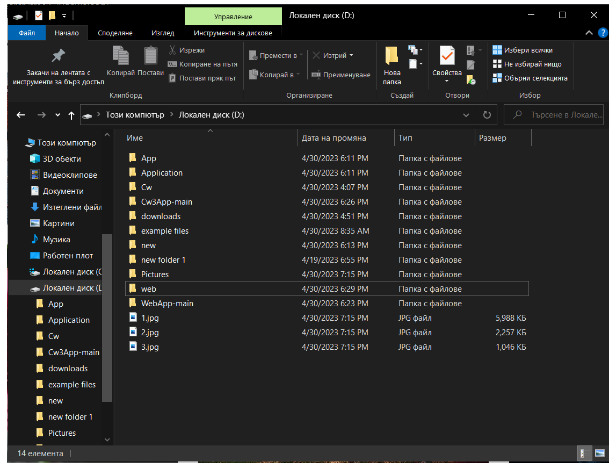 Управление
Локален диск (D:)
Файл
Начало
Споделяне
Изглед
Инструменти за дискове
Закачи на лентата с
инструменти за бърз достъп
Копирай
Постави
Изрежи
Копиране на пътя
Постави пряк път
Клипборд
Премести в
Копирай в
Изтрий
Преименуване
Организиране
Нова
папка
Създай
Свойства
Отвори
Избери всички
Не избирай нищо
Обърни селекцията
Избор
Този компютър > Локален диск (D:)
Търсене в Локале...
Този компютър
3D обекти
Видеоклипове
Документи
Изтеглени файл
Картини
Музика
Работен плот
Локален диск (C
Локален диск (D
App
Application
Cw
Cw3App-main
downloads
example files
new
new folder 1
Pictures
Име Дата на промяна Тип Размер
App 4/30/2023 6:11 PM Папка с файлове
Application 4/30/2023 6:11 PM Папка с файлове
Cw 4/30/2023 4:07 PM Папка с файлове
Cw3App-main 4/30/2023 6:26 PM Папка с файлове
downloads 4/30/2023 4:51 PM Папка с файлове
example files 4/30/2023 8:35 AM Папка с файлове
new 4/30/2023 6:13 PM Папка с файлове
new folder 1 4/19/2023 6:55 PM Папка с файлове
Pictures 4/30/2023 7:15 PM Папка с файлове
web 4/30/2023 6:29 PM Папка с файлове
WebApp-main 4/30/2023 6:23 PM Папка с файлове
1.jpg 4/30/2023 7:15 PM JPG файл 5,988 КБ
2.jpg 4/30/2023 7:15 PM JPG файл 2,257 КБ
3.jpg 4/30/2023 7:15 PM JPG файл 1,046 КБ
14 елемента